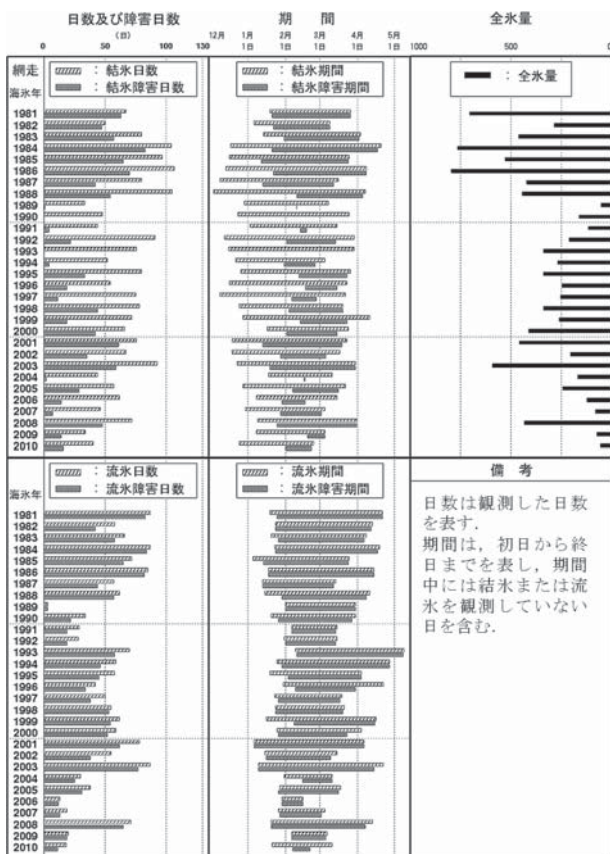 日数及び障害日数
(日)
0 50 100 130
期 間
12月 1月 2月 3月 4月 5月
1日 1日 1日 1日 1日 1日
全氷量
1000 500 0
網走
海氷年
:結氷日数
:結氷障害日数
:結氷期間
:結氷障害期間
:全氷量
1981
1982
1983
1984
1985
1986
1987
1988
1989
1990
1991
1992
1993
1994
1995
1996
1997
1998
1999
2000
2001
2002
2003
2004
2005
2006
2007
2008
2009
2010
海氷年
:流氷日数
:流氷障害日数
:流氷期間
:流氷障害期間
備 考
日数は観測した日数
を表す.
期間は,初日から終
日までを表し,期間
中には結氷または流
氷を観測していない
日を含む.
1981
1982
1983
1984
1985
1986
1987
1988
1989
1990
1991
1992
1993
1994
1995
1996
1997
1998
1999
2000
2001
2002
2003
2004
2005
2006
2007
2008
2009
2010